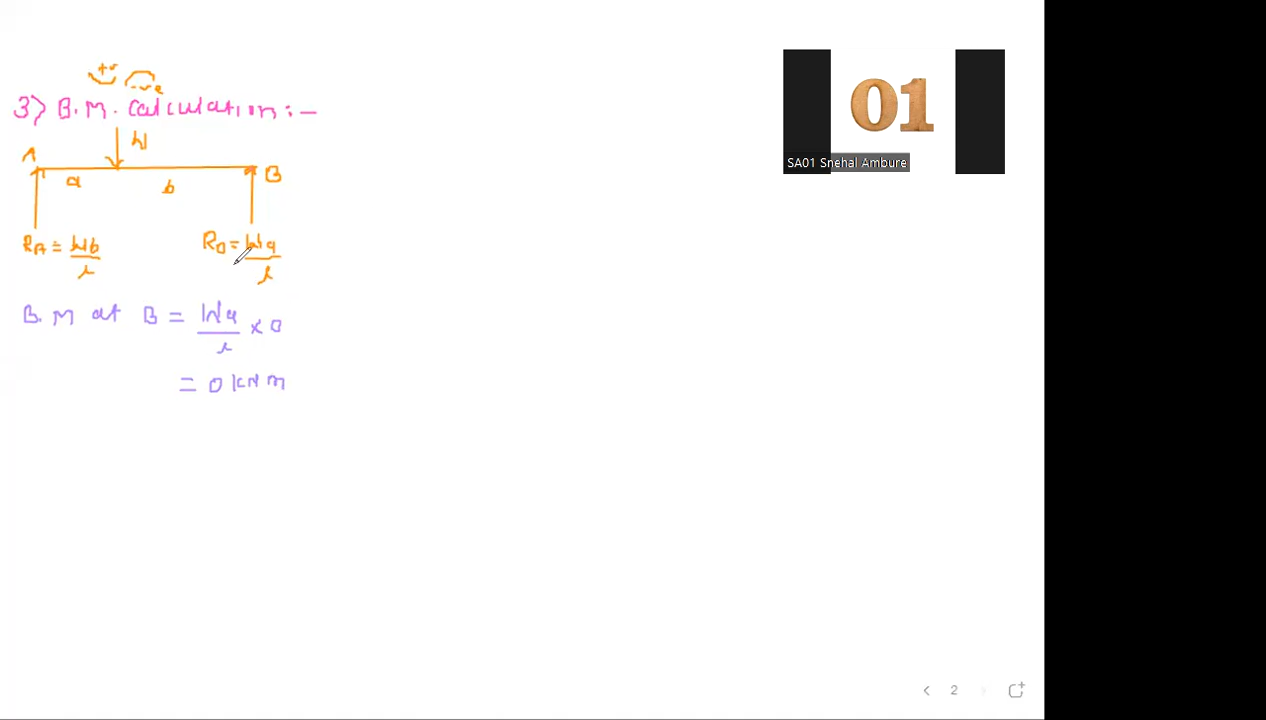 +ve -ve
3) B.M. Calculation:-
W
A a b B
RA = Wb/l RB = Wa/l
B.M at B = Wa/l × 0
= 0 kNm
01
SA01 Snehal Ambure
2